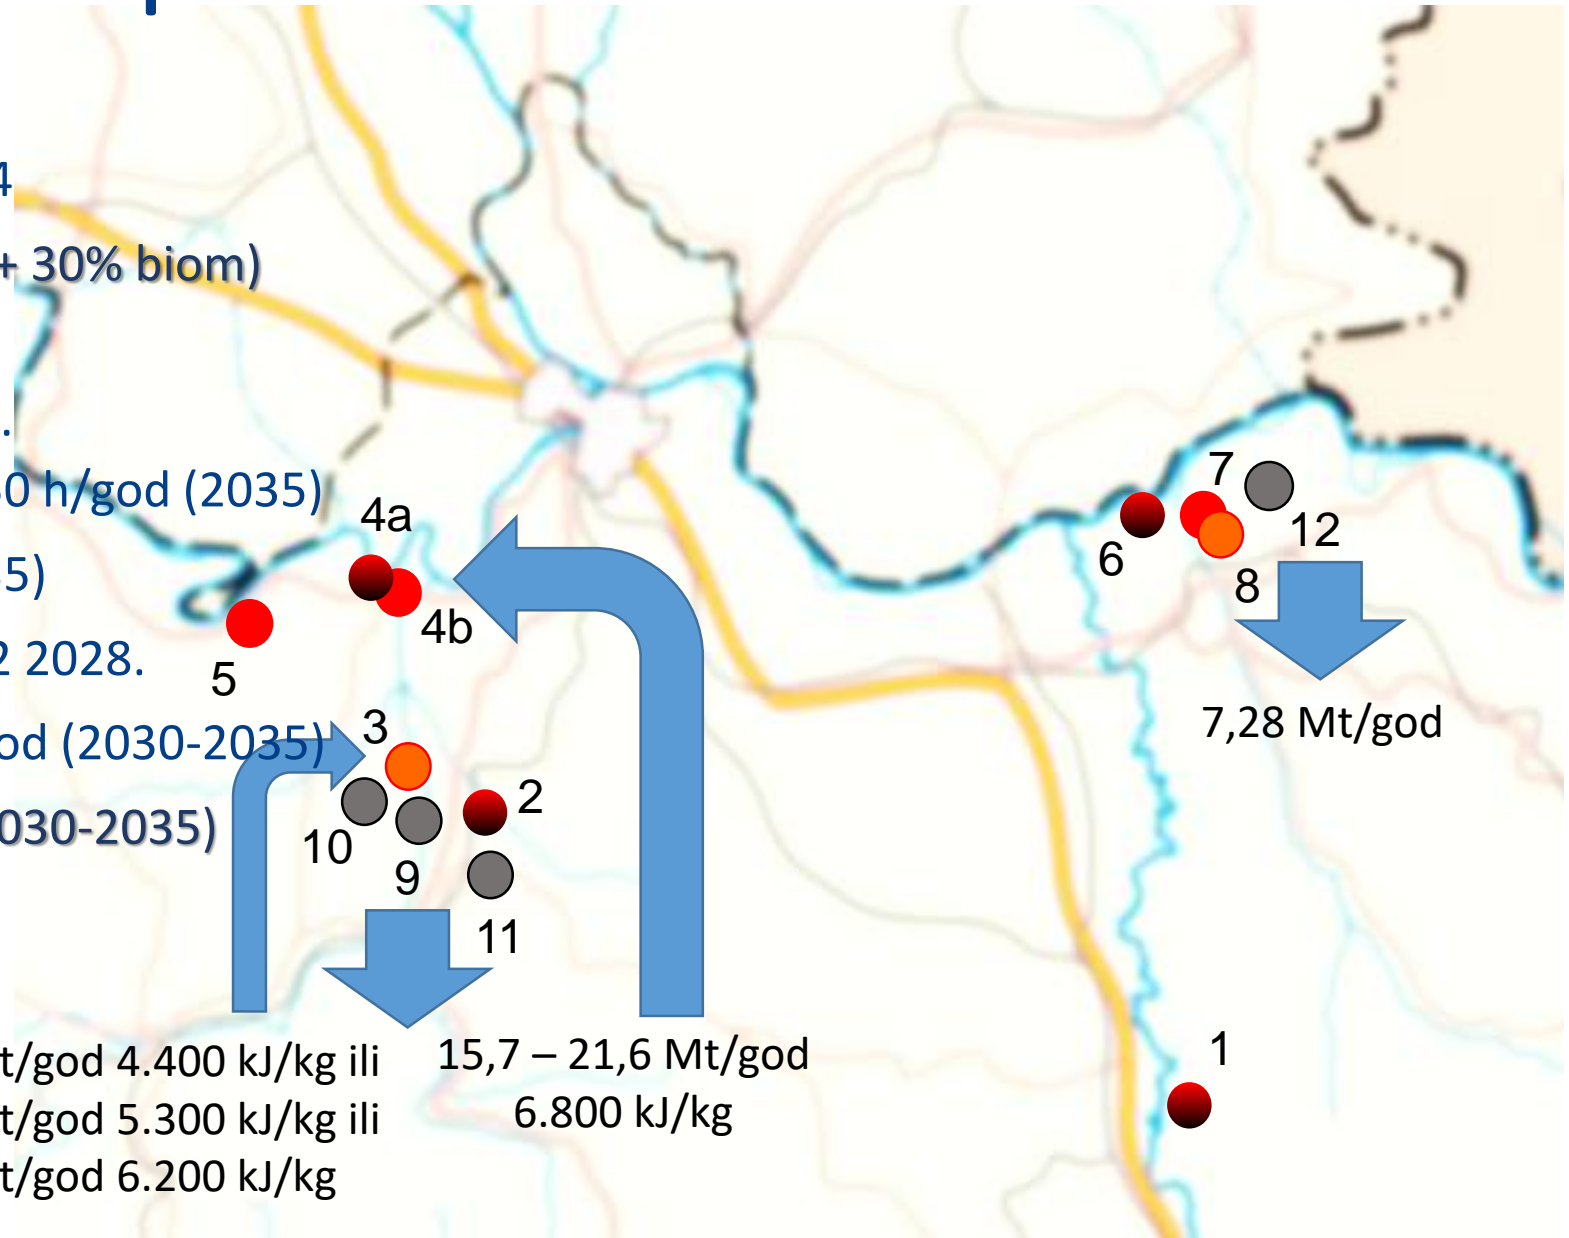 4
+ 30% biom)
.
0 h/god (2035)
5)
2 2028.
od (2030-2035)
030-2035)
4a
4b
5
3
10
9
2
11
7
6
12
8
7,28 Mt/god
1
t/god 4.400 kJ/kg ili
t/god 5.300 kJ/kg ili
t/god 6.200 kJ/kg
15,7 – 21,6 Mt/god
6.800 kJ/kg